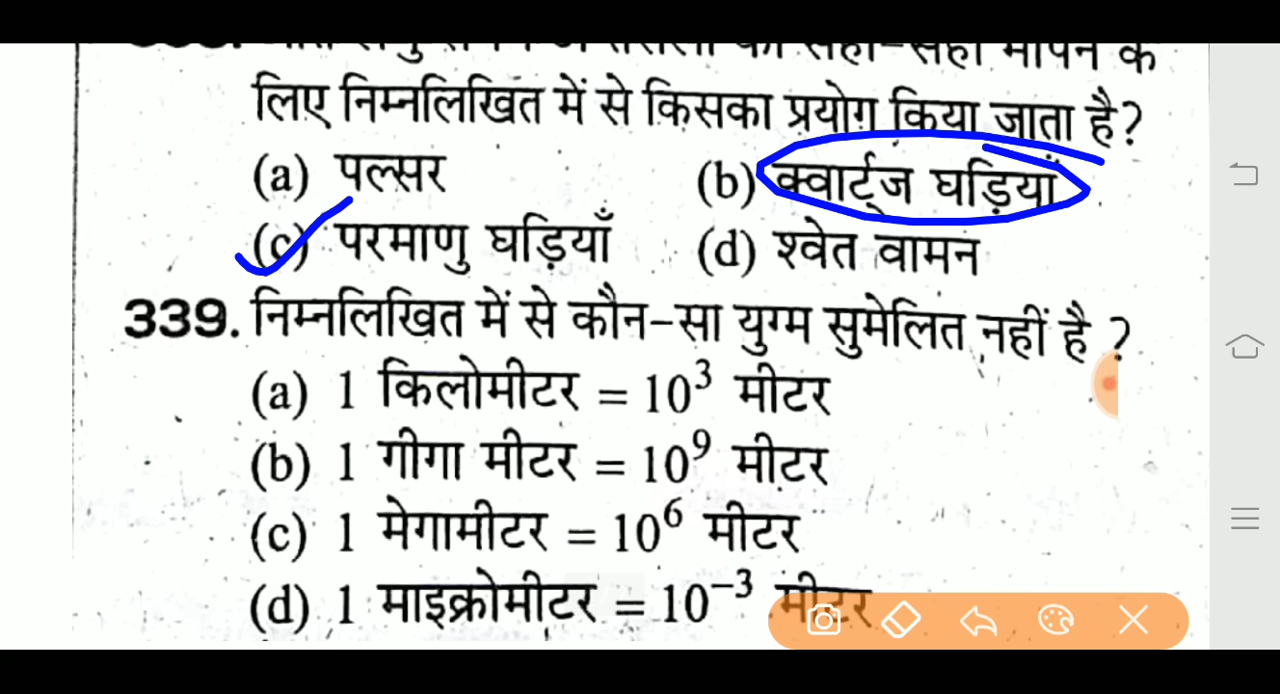 लिए निम्नलिखित में से किसका प्रयोग किया जाता है?
(a) पल्सर (b) क्वार्ट्ज घड़ियाँ
(c) परमाणु घड़ियाँ (d) श्वेत वामन
339. निम्नलिखित में से कौन-सा युग्म सुमेलित नहीं है ?
(a) 1 किलोमीटर = 10³ मीटर
(b) 1 गीगा मीटर = 10⁹ मीटर
(c) 1 मेगामीटर = 10⁶ मीटर
(d) 1 माइक्रोमीटर = 10⁻³ मीटर